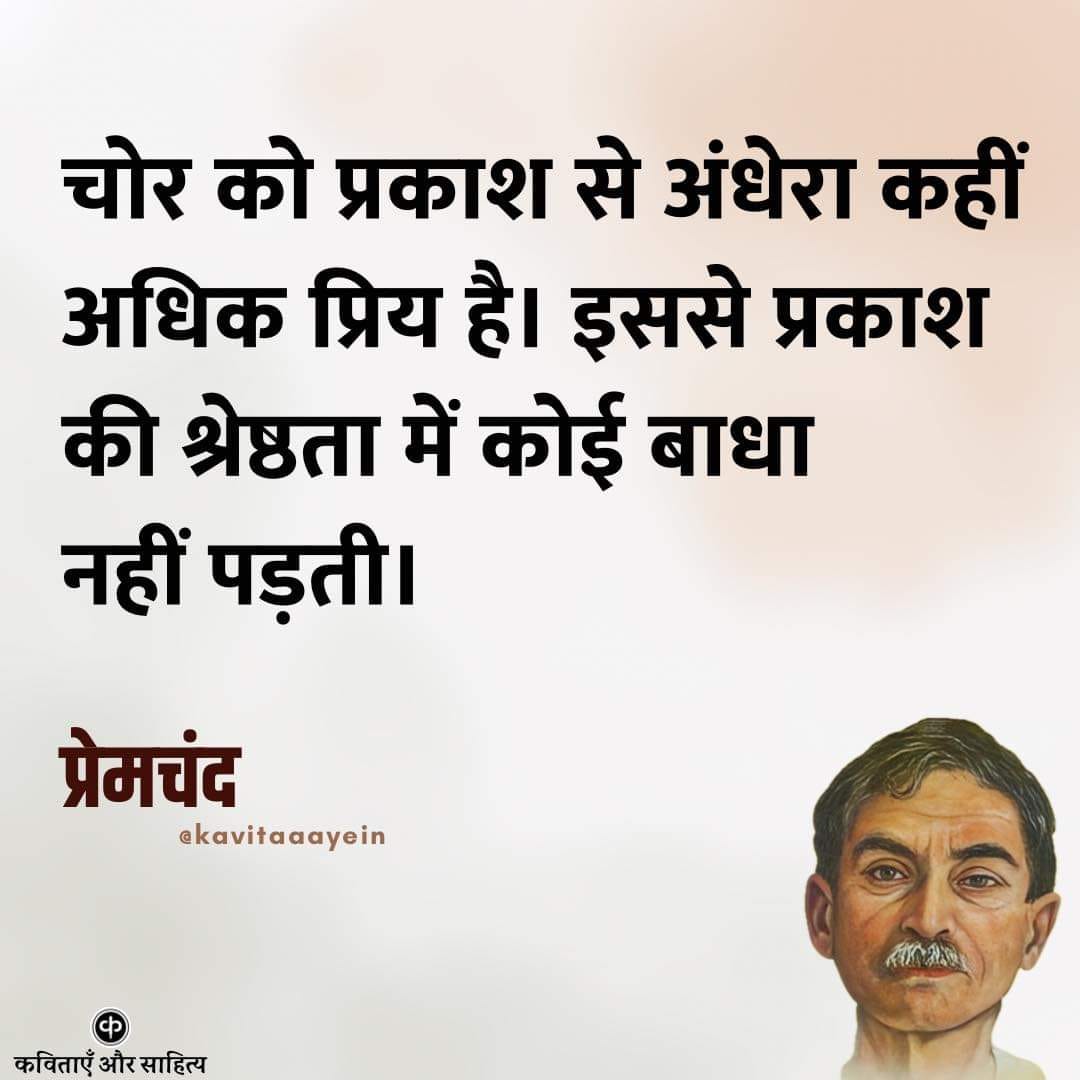 चोर को प्रकाश से अंधेरा कहीं
अधिक प्रिय है। इससे प्रकाश
की श्रेष्ठता में कोई बाधा
नहीं पड़ती।
प्रेमचंद
@kavitaaayein
क
कविताएँ और साहित्य